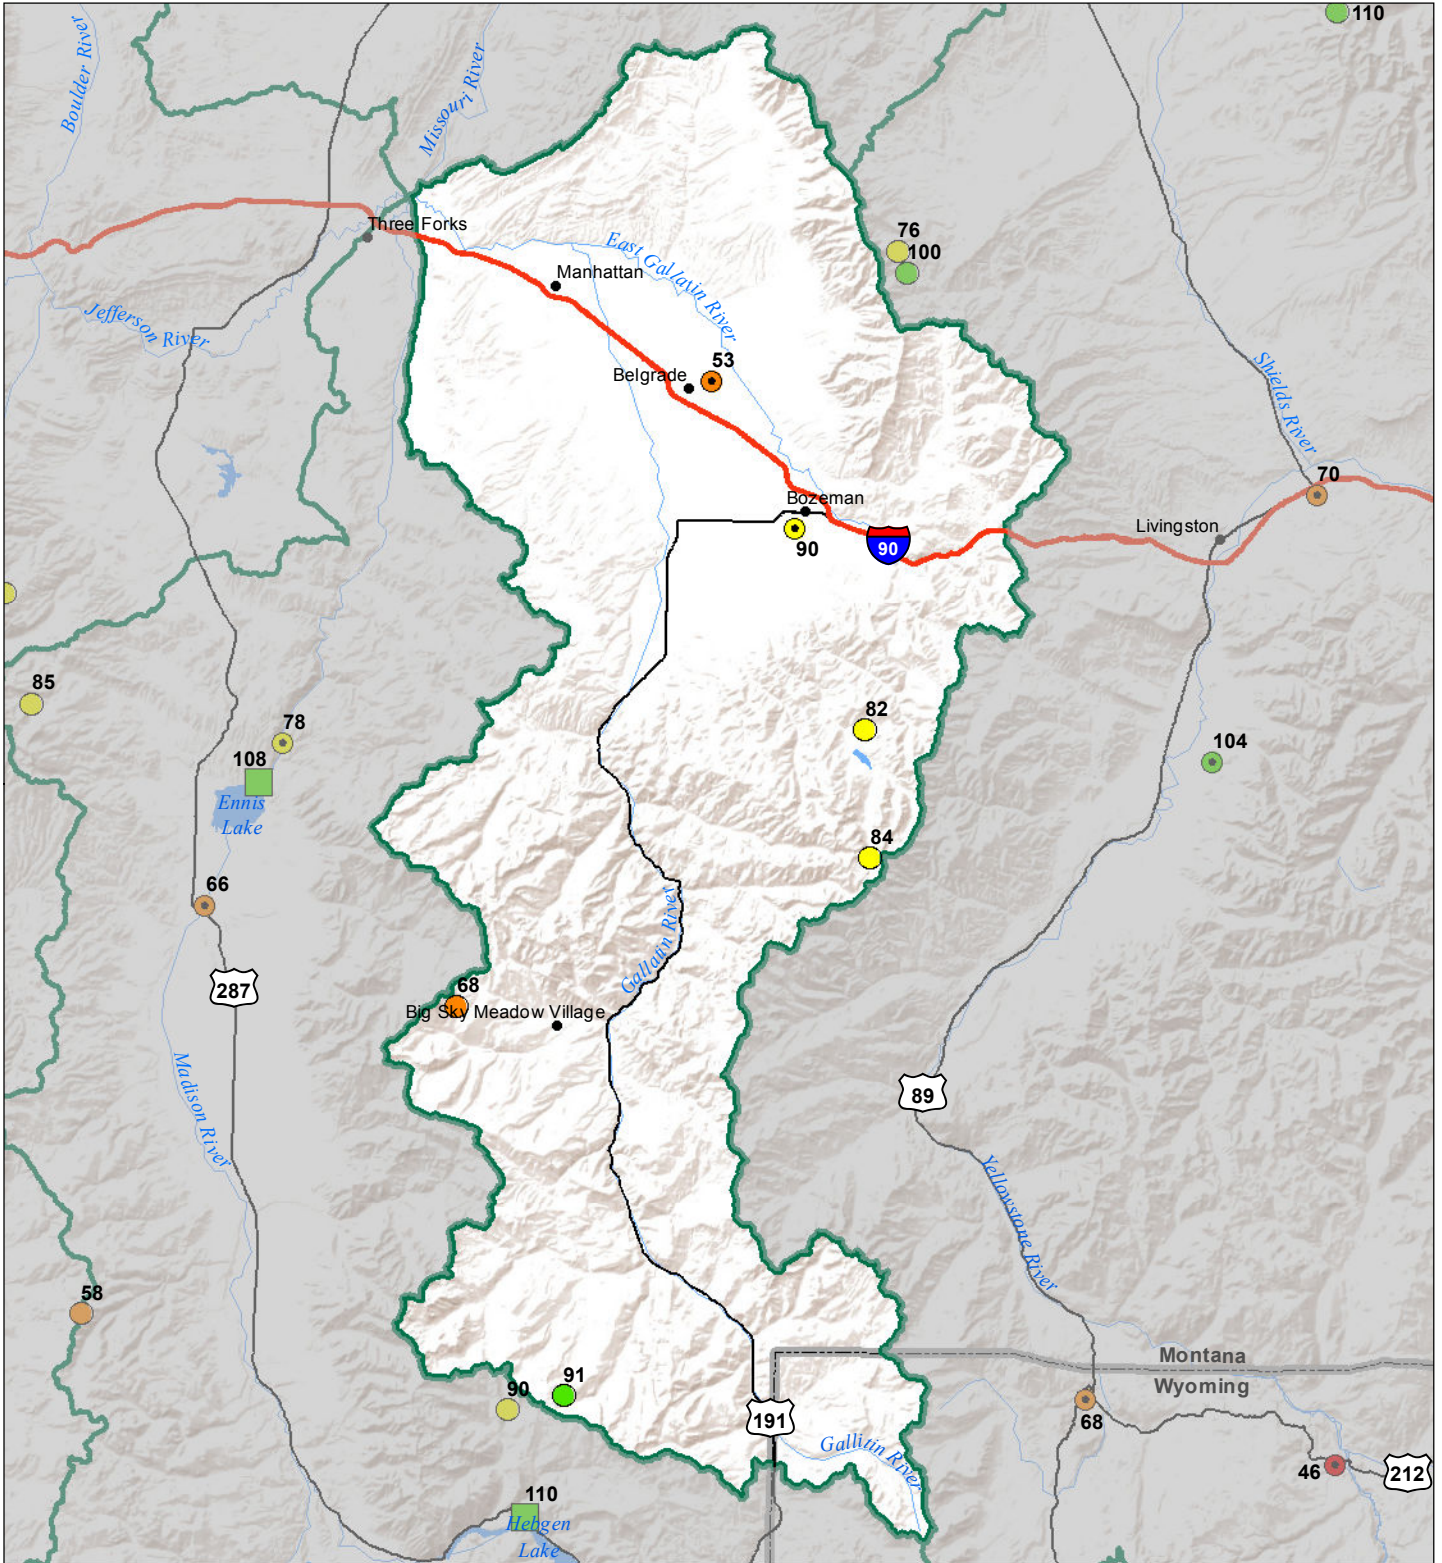 110
Boulder River
Missouri River
Three Forks
76
100
East Gallatin River
Manhattan
Jefferson River
53
Belgrade
Shields River
70
Bozeman
Livingston
90
90
85
82
78
104
108
Ennis
Lake
84
66
Gallatin River
287
68
Big Sky Meadow Village
Madison River
89
Yellowstone River
58
Montana
Wyoming
91
90
191
68
Gallitin River
46
212
110
Hebgen
Lake